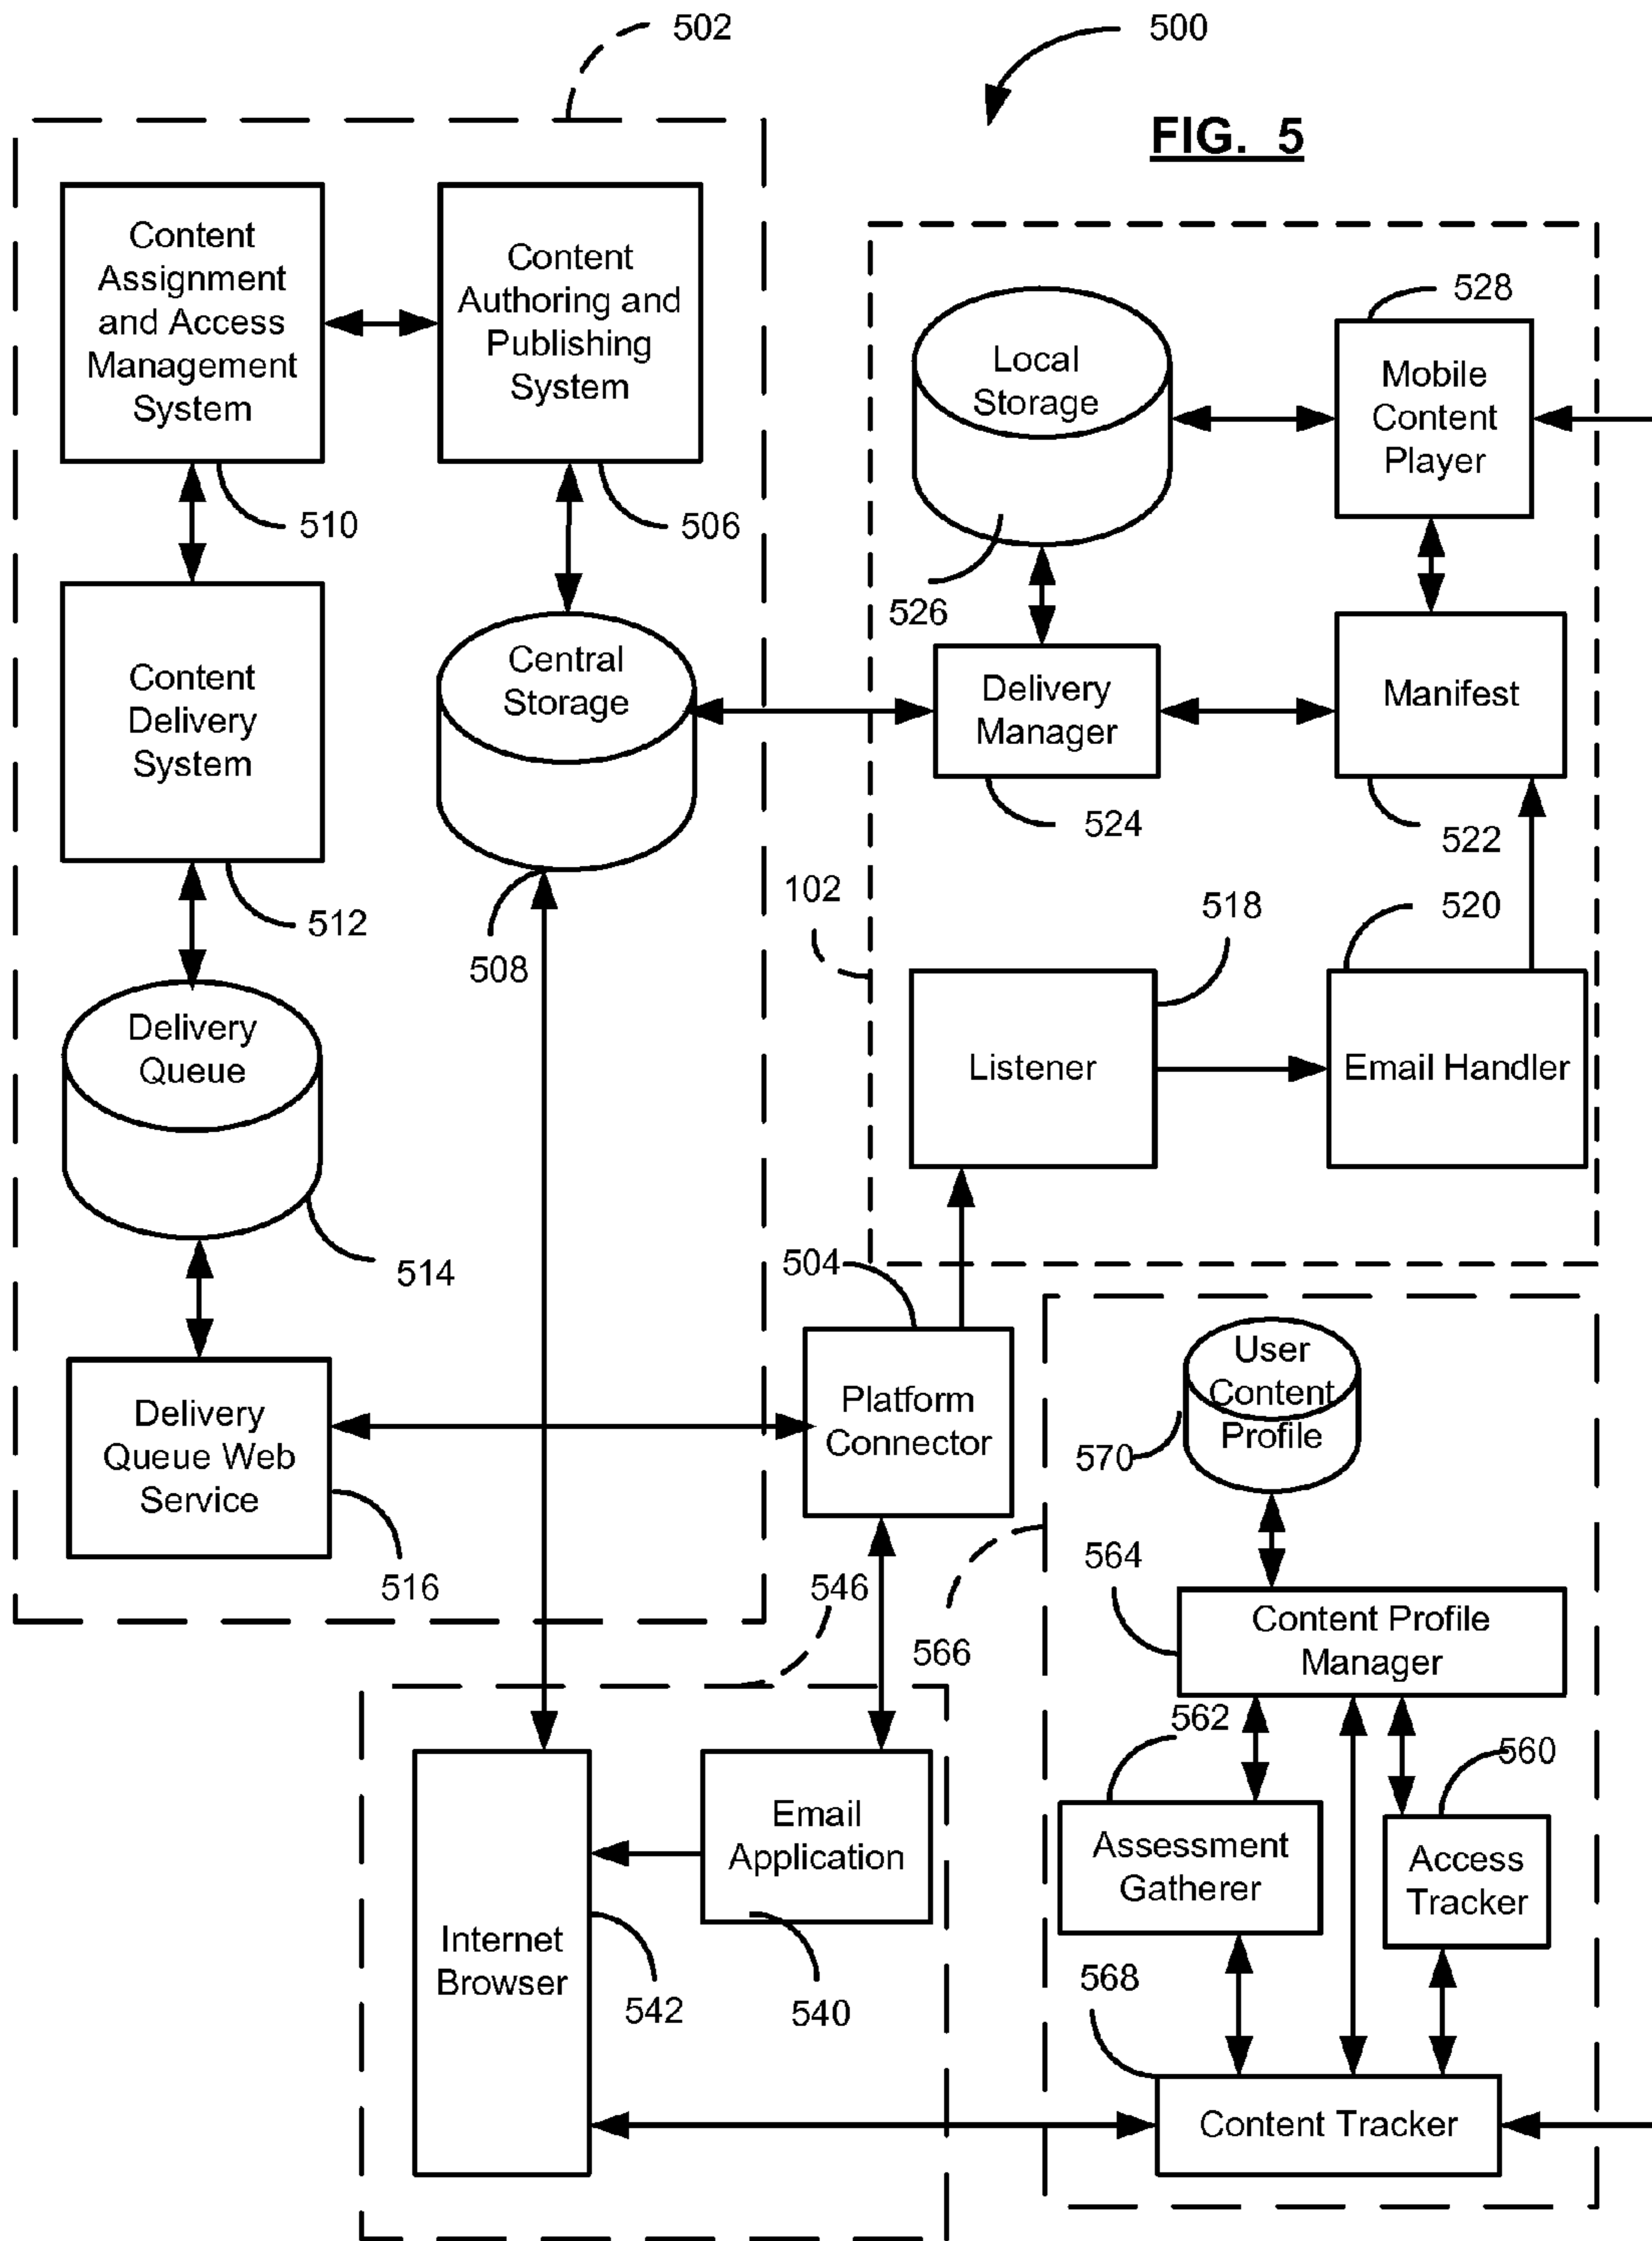 502
500
FIG. 5
Content
Assignment
and Access
Management
System
510
Content
Authoring and
Publishing
System
506
Local
Storage
526
528
Mobile
Content
Player
Content
Delivery
System
512
Central
Storage
508
Delivery
Manager
524
Manifest
522
102
518
520
Listener
Email Handler
Delivery
Queue
514
504
Delivery
Queue Web
Service
516
Platform
Connector
User
Content
Profile
570
546
566
564
Content Profile
Manager
562
560
Email
Application
540
Internet
Browser
542
Assessment
Gatherer
Access
Tracker
568
Content Tracker